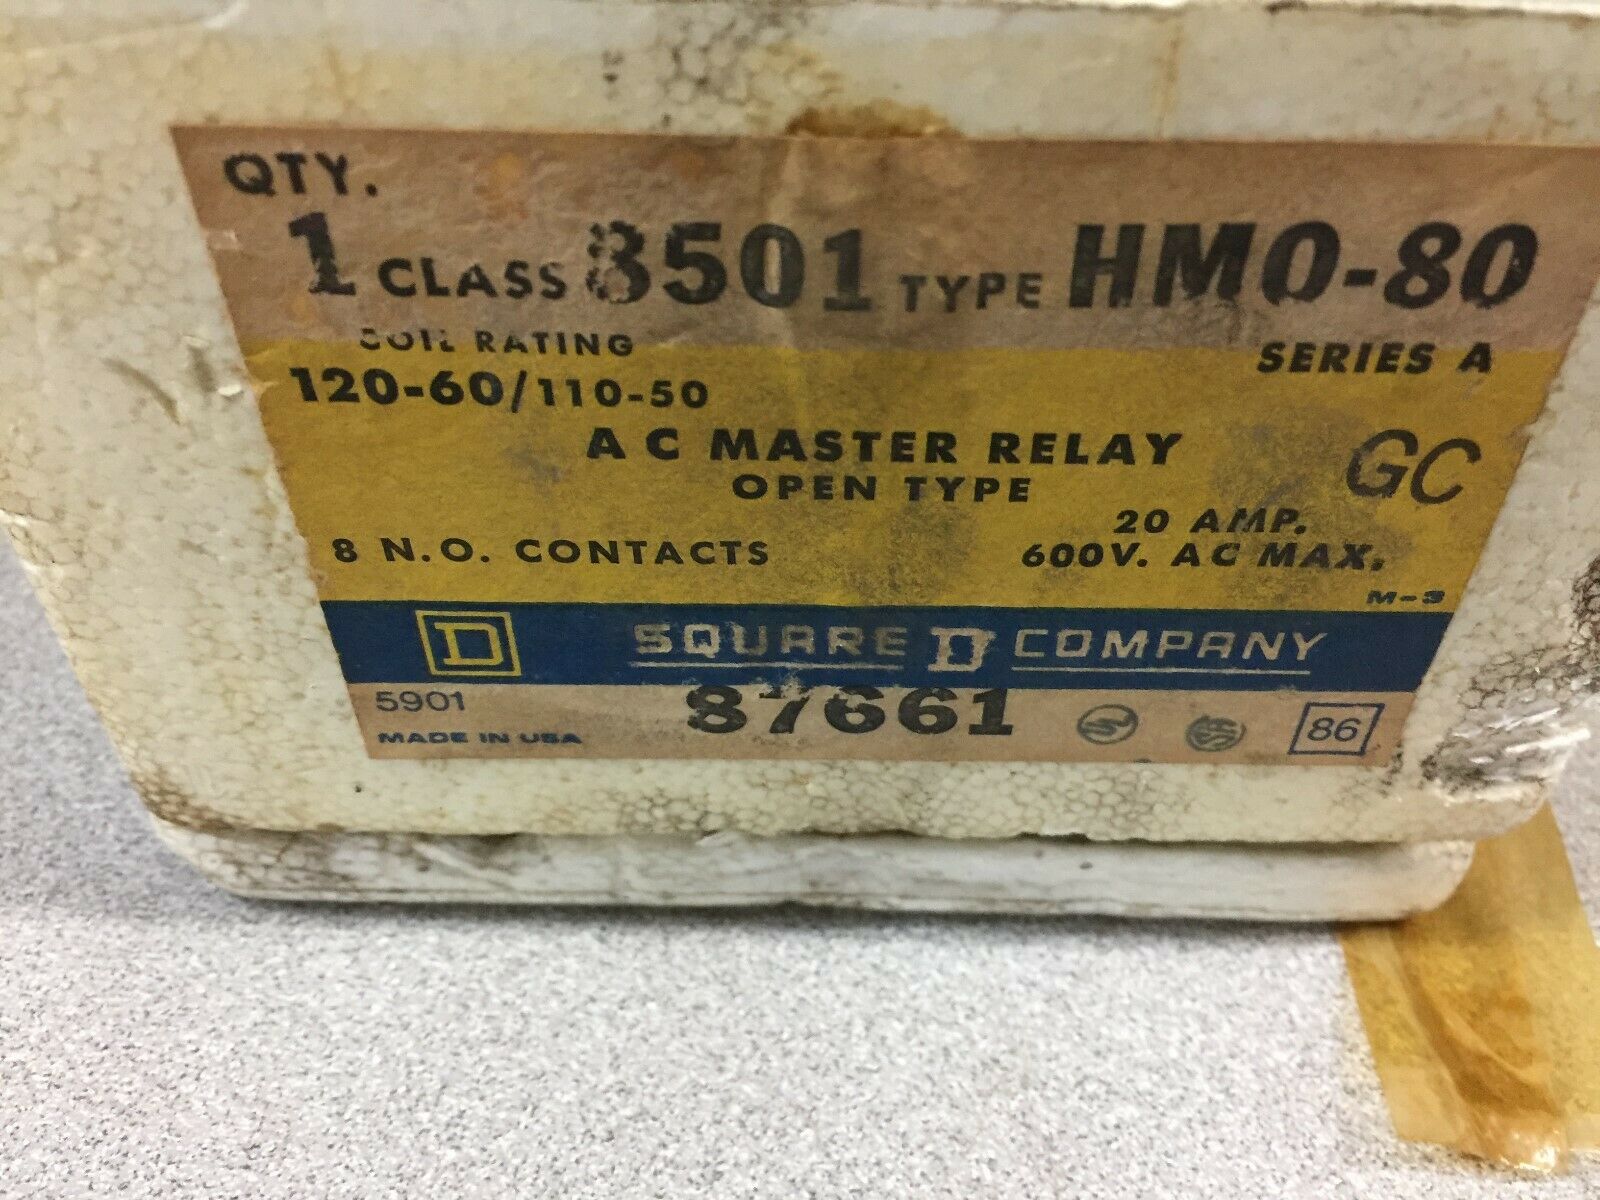 QTY.
1 CLASS 8501 TYPE HMO-80
COIL RATING
SERIES A
120-60/110-50
AC MASTER RELAY
GC
OPEN TYPE
20 AMP.
8 N.O. CONTACTS
600V. AC MAX.
M-3
D SQUARE D COMPANY
5901
87661
86
MADE IN USA